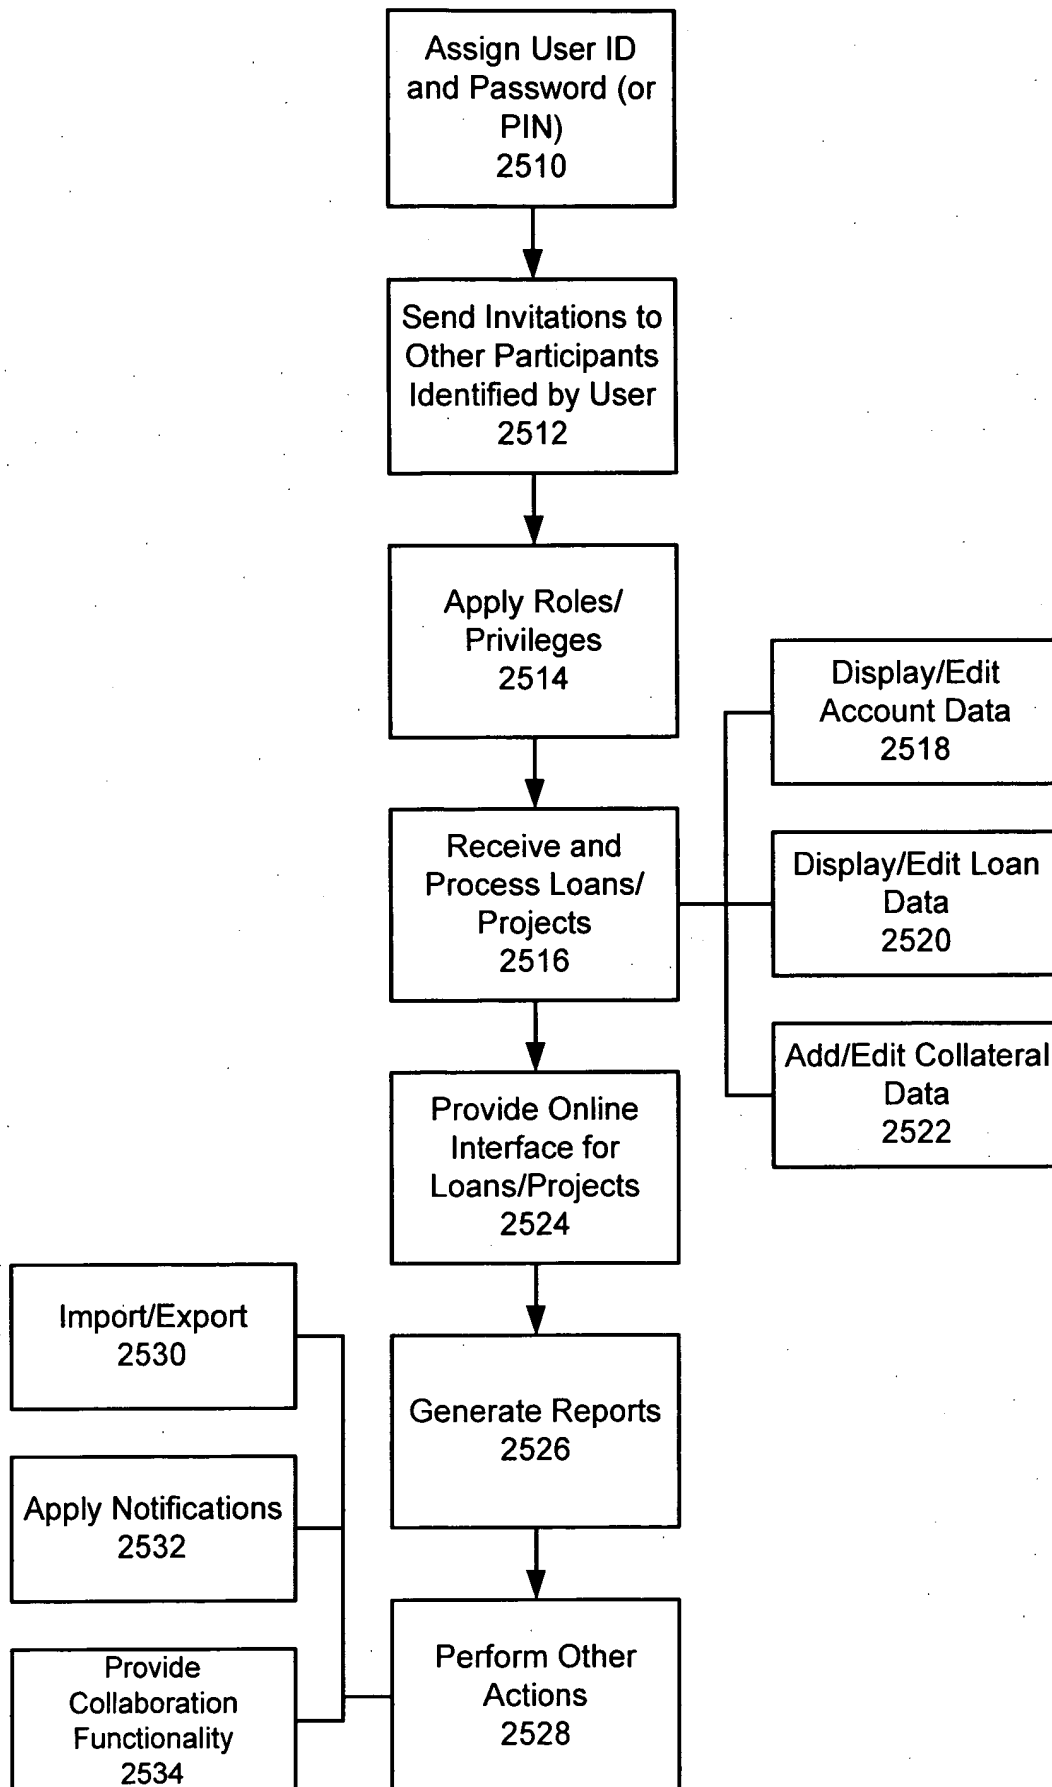 Assign User ID
and Password (or
PIN)
2510
Send Invitations to
Other Participants
Identified by User
2512
Apply Roles/
Privileges
2514
Receive and
Process Loans/
Projects
2516
Display/Edit
Account Data
2518
Display/Edit Loan
Data
2520
Add/Edit Collateral
Data
2522
Provide Online
Interface for
Loans/Projects
2524
Generate Reports
2526
Perform Other
Actions
2528
Import/Export
2530
Apply Notifications
2532
Provide
Collaboration
Functionality
2534